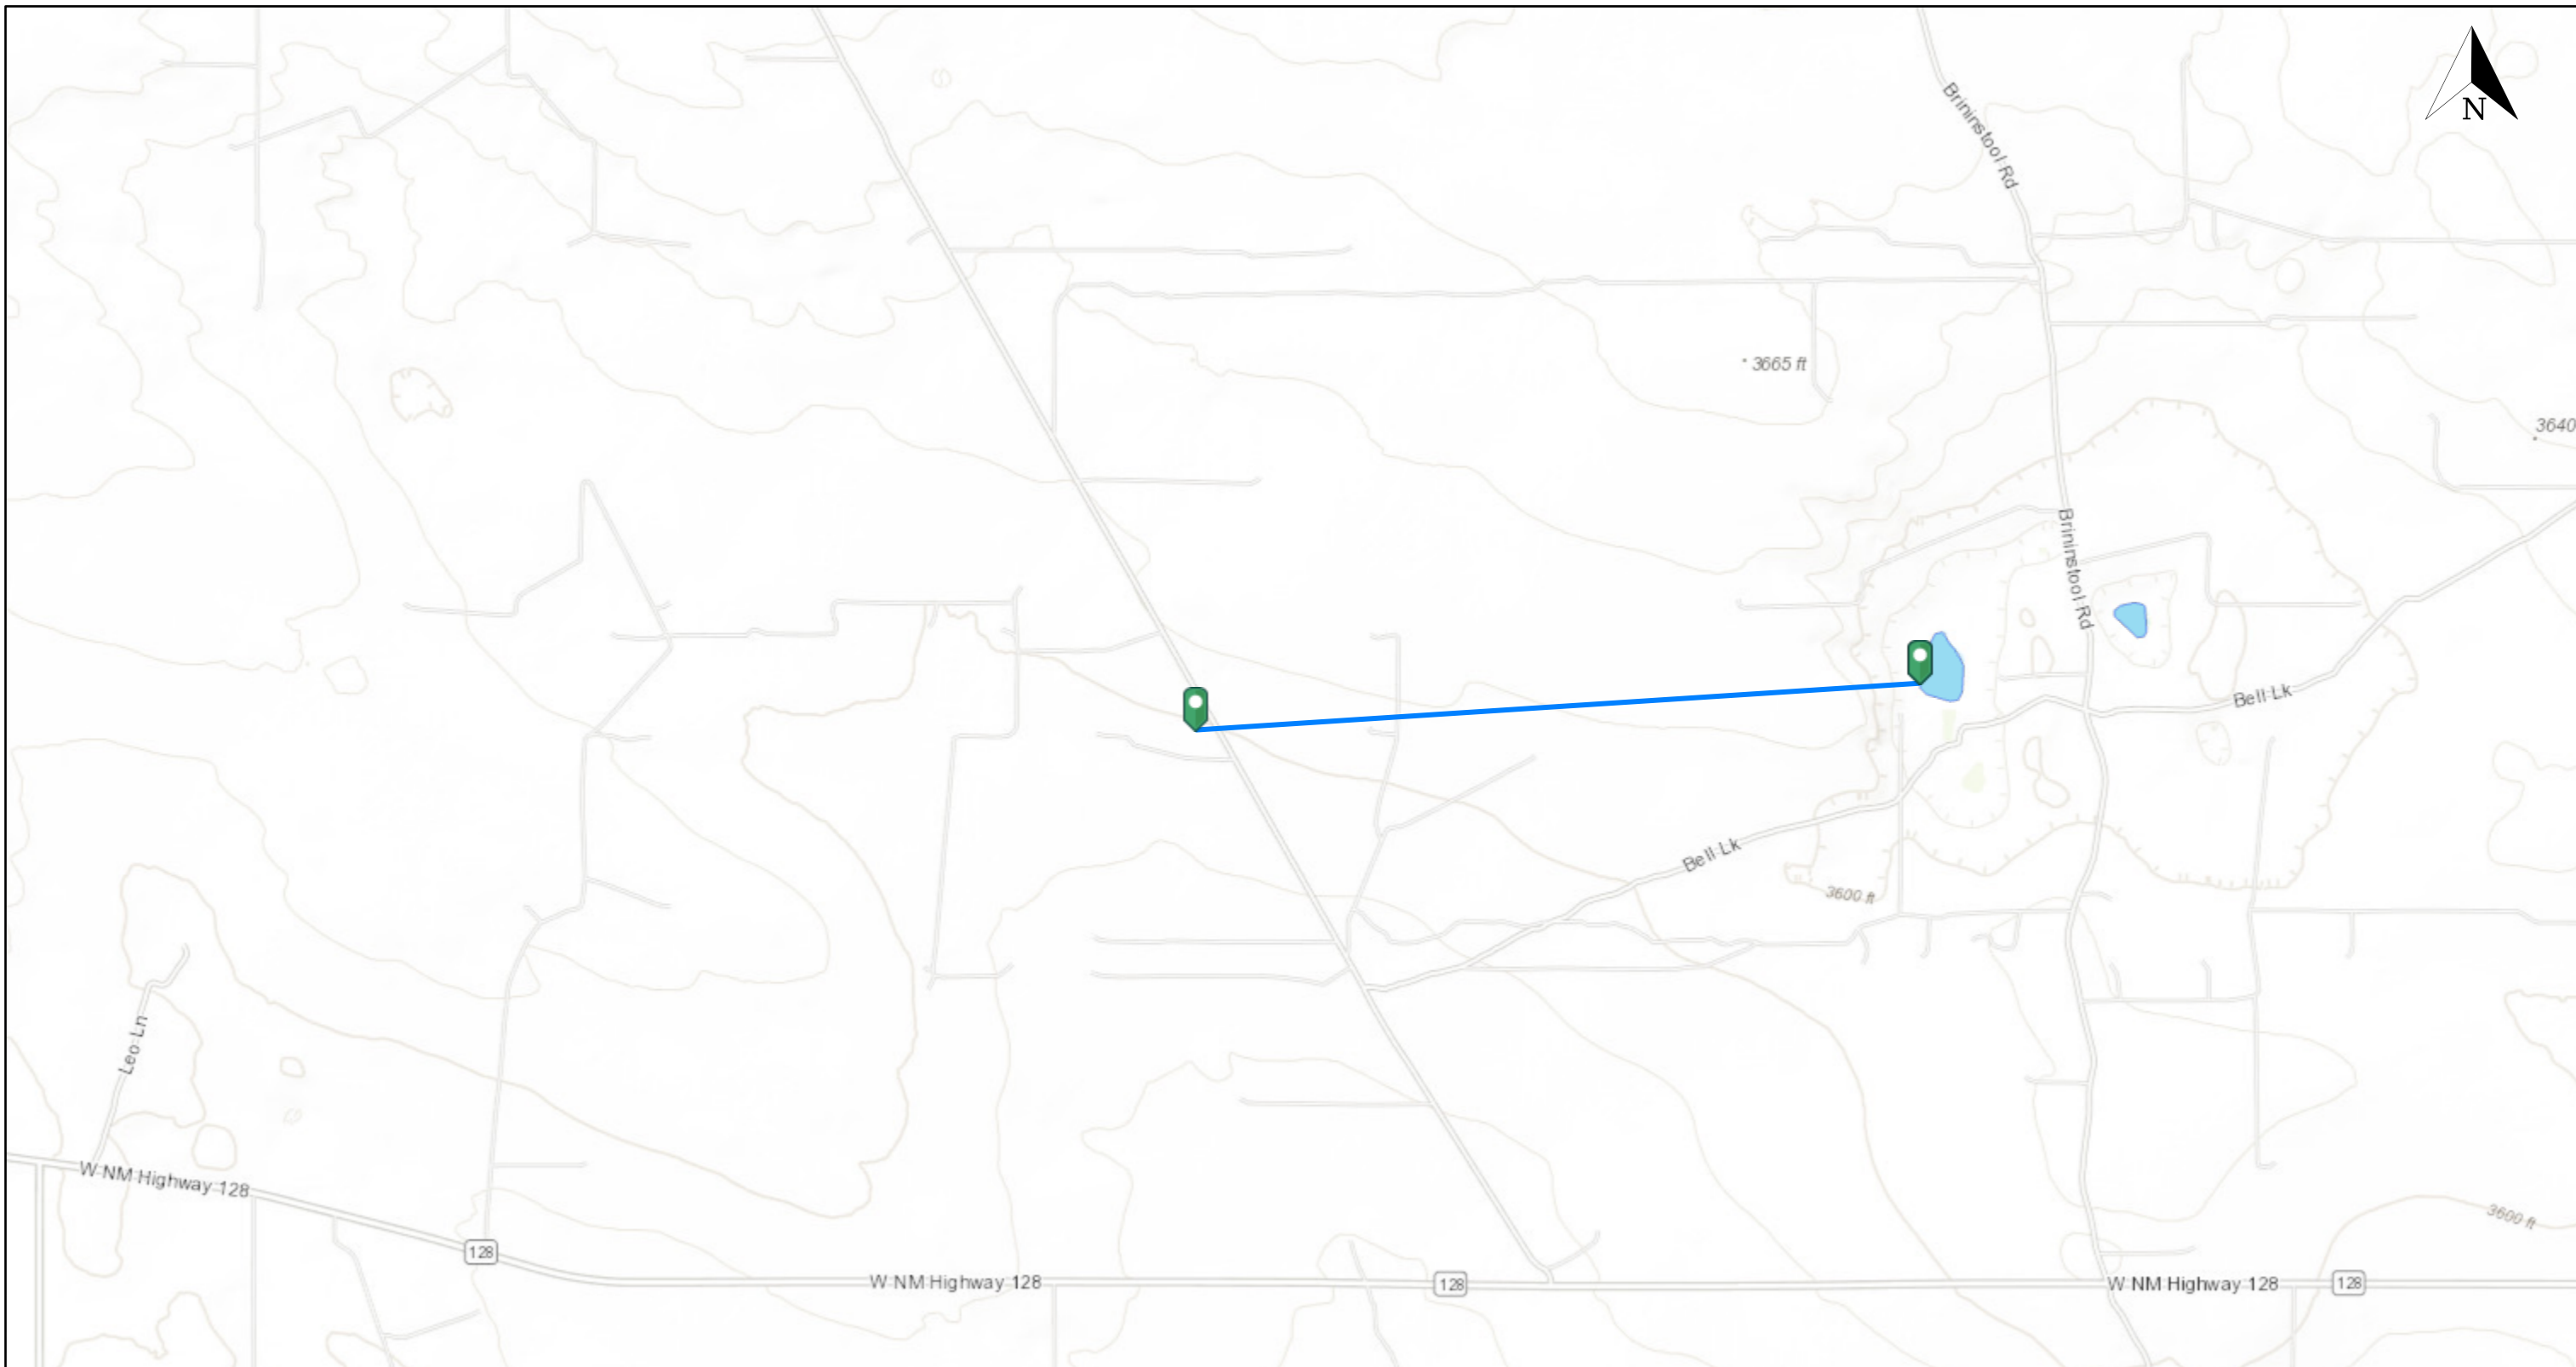 N
Brininstool Rd
3665 ft
3640
Brininstool Rd
Bell Lk
Bell Lk
3600 ft
Leo Ln
W NM Highway 128
3600 ft
128
W NM Highway 128
128
W NM Highway 128
128